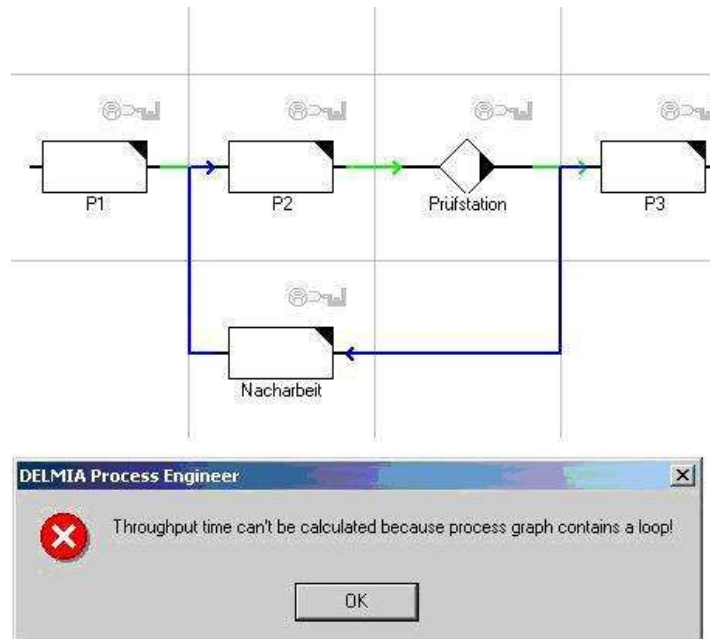 P1
P2
Prüfstation
P3
Nacharbeit
DELMIA Process Engineer
Throughput time can't be calculated because process graph contains a loop!
OK